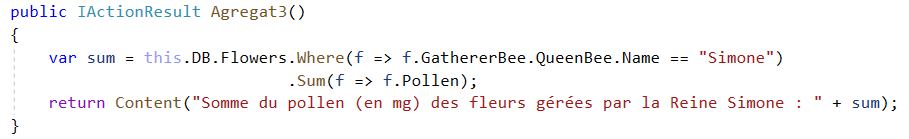 public IActionResult Agregat3()
{
var sum = this.DB.Flowers.Where(f => f.GathererBee.QueenBee.Name == "Simone")
.Sum(f => f.Pollen);
return Content("Somme du pollen (en mg) des fleurs gérées par la Reine Simone : " + sum);
}